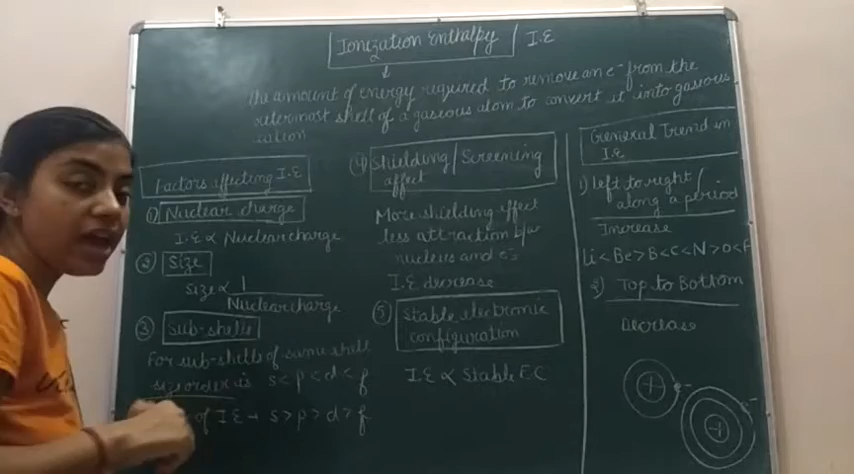 Ionization Enthalpy I.E
The amount of energy required to remove an e⁻ from the
outermost shell of a gaseous atom to convert it into gaseous
cation
Factors affecting I.E
① Nuclear charge
I.E ∝ Nuclear charge
② Size
Size ∝ 1
Nuclear charge
③ Sub-shells
For sub-shells of same shell
size order is s < p < d < f
of I.E → s > p > d > f
④ Shielding / Screening
affect
More shielding effect
less attraction b/w
nucleus and e⁻s
I.E decrease
⑤ Stable electronic
configuration
I.E ∝ Stable EC
General Trend in
I.E
1) left to right /
along a period
Increase
Li < Be > B < C < N > O < F
2) Top to Bottom
Decrease
+ e⁻
+ e⁻